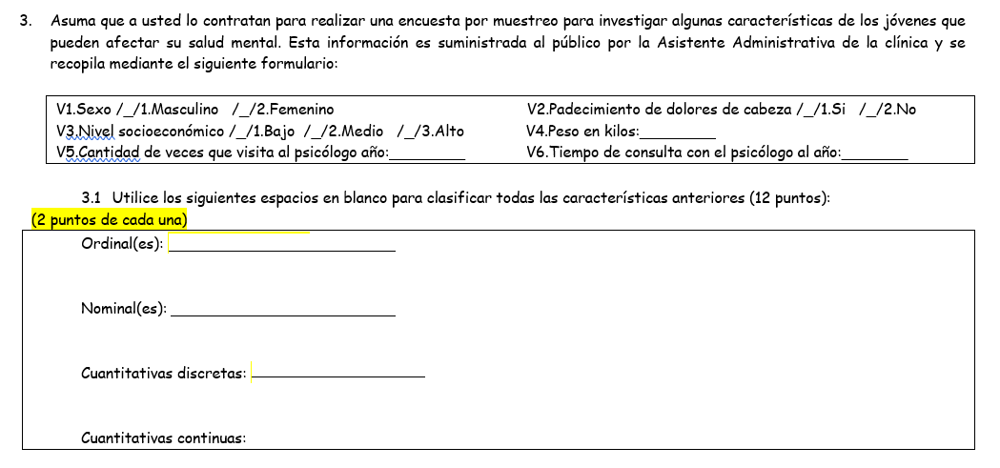 3. Asuma que a usted lo contratan para realizar una encuesta por muestreo para investigar algunas características de los jóvenes que
pueden afectar su salud mental. Esta información es suministrada al público por la Asistente Administrativa de la clínica y se
recopila mediante el siguiente formulario:
V1.Sexo /_/1.Masculino /_/2.Femenino V2.Padecimiento de dolores de cabeza /_/1.Si /_/2.No
V3.Nivel socioeconómico /_/1.Bajo /_/2.Medio /_/3.Alto V4.Peso en kilos:_________
V5.Cantidad de veces que visita al psicólogo año:_________ V6.Tiempo de consulta con el psicólogo al año:________
3.1 Utilice los siguientes espacios en blanco para clasificar todas las características anteriores (12 puntos):
(2 puntos de cada una)
Ordinal(es): ___________________________
Nominal(es): ___________________________
Cuantitativas discretas: _____________________
Cuantitativas continuas: